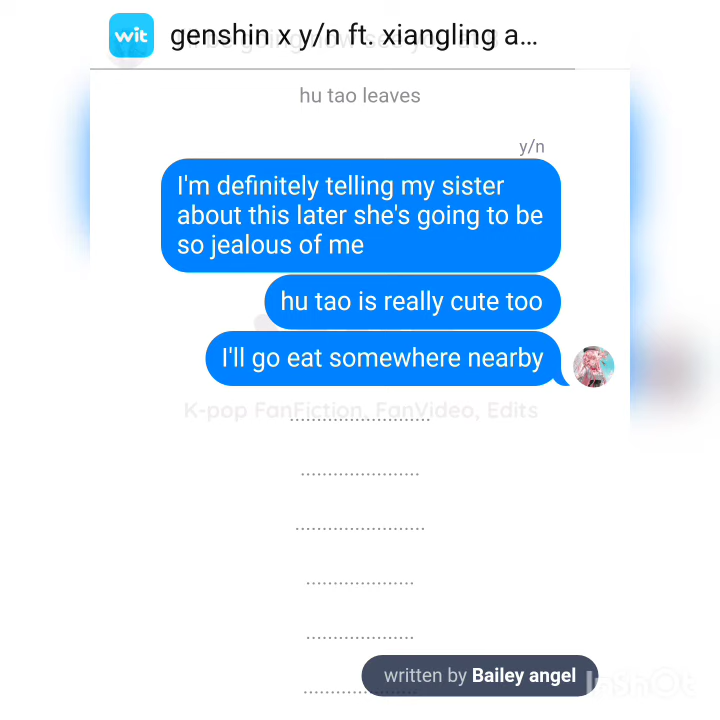 wit
genshin x y/n ft. xiangling a...
hu tao leaves
y/n
I'm definitely telling my sister
about this later she's going to be
so jealous of me
hu tao is really cute too
I'll go eat somewhere nearby
K-pop FanFiction, FanVideo, Edits
..........................
......................
........................
....................
....................
written by Bailey angel
.....................
InShOt